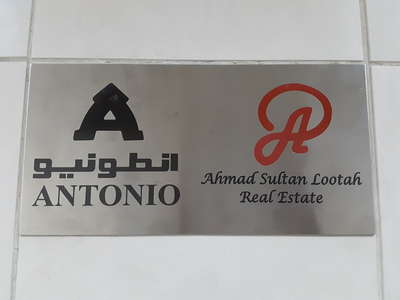 A
انطونيو
ANTONIO
A
Ahmad Sultan Lootah
Real Estate